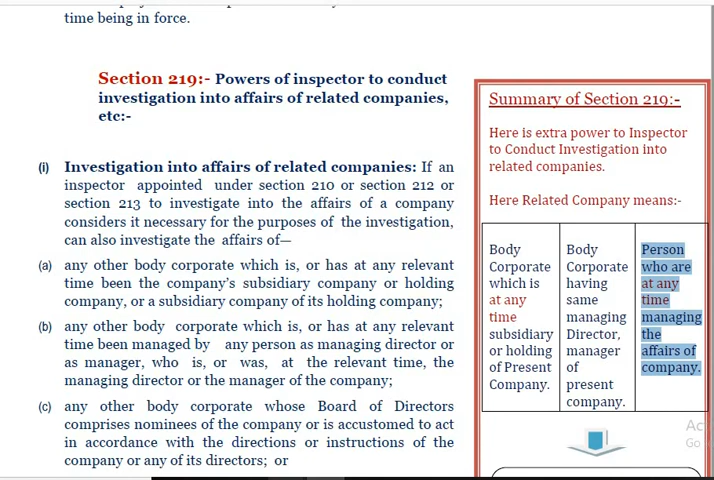 time being in force.
Section 219:- Powers of inspector to conduct
investigation into affairs of related companies,
etc:-
(i) Investigation into affairs of related companies: If an
inspector appointed under section 210 or section 212 or
section 213 to investigate into the affairs of a company
considers it necessary for the purposes of the investigation,
can also investigate the affairs of—
(a) any other body corporate which is, or has at any relevant
time been the company's subsidiary company or holding
company, or a subsidiary company of its holding company;
(b) any other body corporate which is, or has at any relevant
time been managed by any person as managing director or
as manager, who is, or was, at the relevant time, the
managing director or the manager of the company;
(c) any other body corporate whose Board of Directors
comprises nominees of the company or is accustomed to act
in accordance with the directions or instructions of the
company or any of its directors; or
Summary of Section 219:-
Here is extra power to Inspector
to Conduct Investigation into
related companies.
Here Related Company means:-
Body
Corporate
which is
at any
time
subsidiary
or holding
of Present
Company.
Body
Corporate
having
same
managing
Director,
manager
of
present
company.
Person
who are
at any
time
managing
the
affairs of
company.